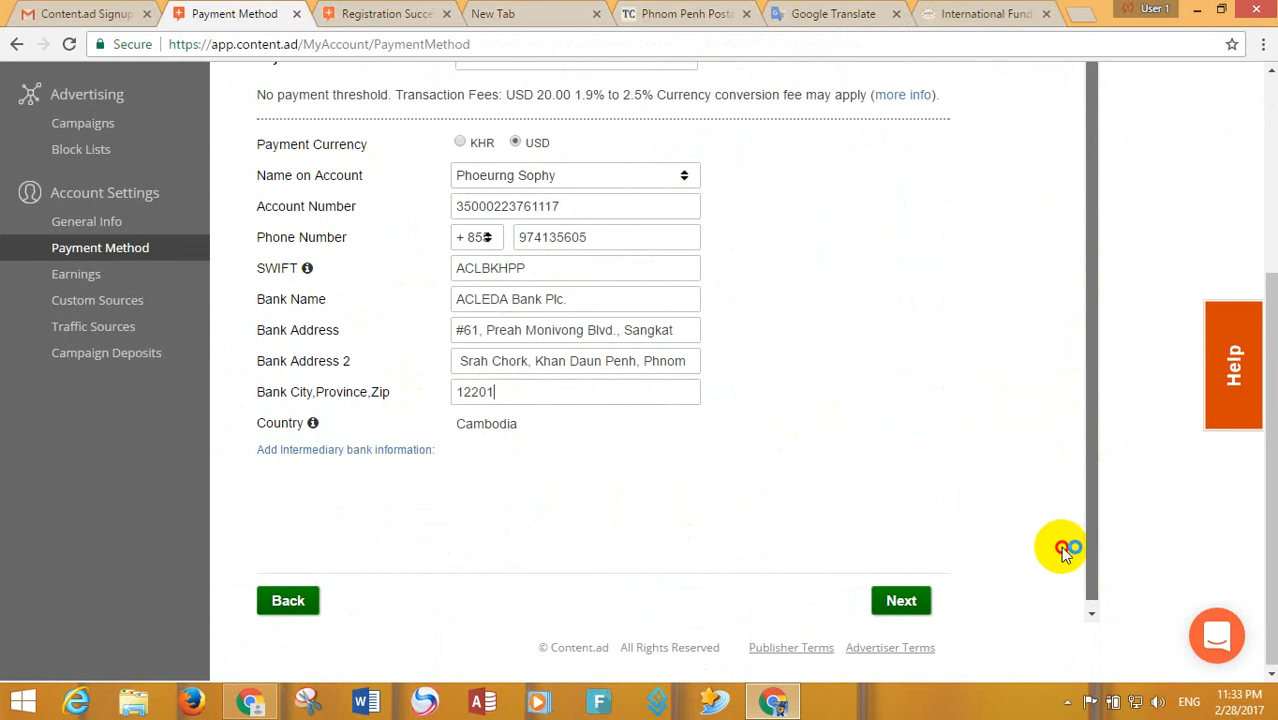 Content.ad Signup
Payment Method
Registration Succe
New Tab
Phnom Penh Posta
Google Translate
International Fund
User 1
Secure
https://app.content.ad/MyAccount/PaymentMethod
Advertising
Campaigns
Block Lists
Account Settings
General Info
Payment Method
Earnings
Custom Sources
Traffic Sources
Campaign Deposits
No payment threshold. Transaction Fees: USD 20.00 1.9% to 2.5% Currency conversion fee may apply (more info).
Payment Currency KHR USD
Name on Account Phoeurng Sophy
Account Number 35000223761117
Phone Number + 855 974135605
SWIFT ACLBKHPP
Bank Name ACLEDA Bank Plc.
Bank Address #61, Preah Monivong Blvd., Sangkat
Bank Address 2 Srah Chork, Khan Daun Penh, Phnom
Bank City,Province,Zip 12201
Country Cambodia
Add Intermediary bank information:
Back
Next
Help
© Content.ad All Rights Reserved Publisher Terms Advertiser Terms
ENG
11:33 PM
2/28/2017